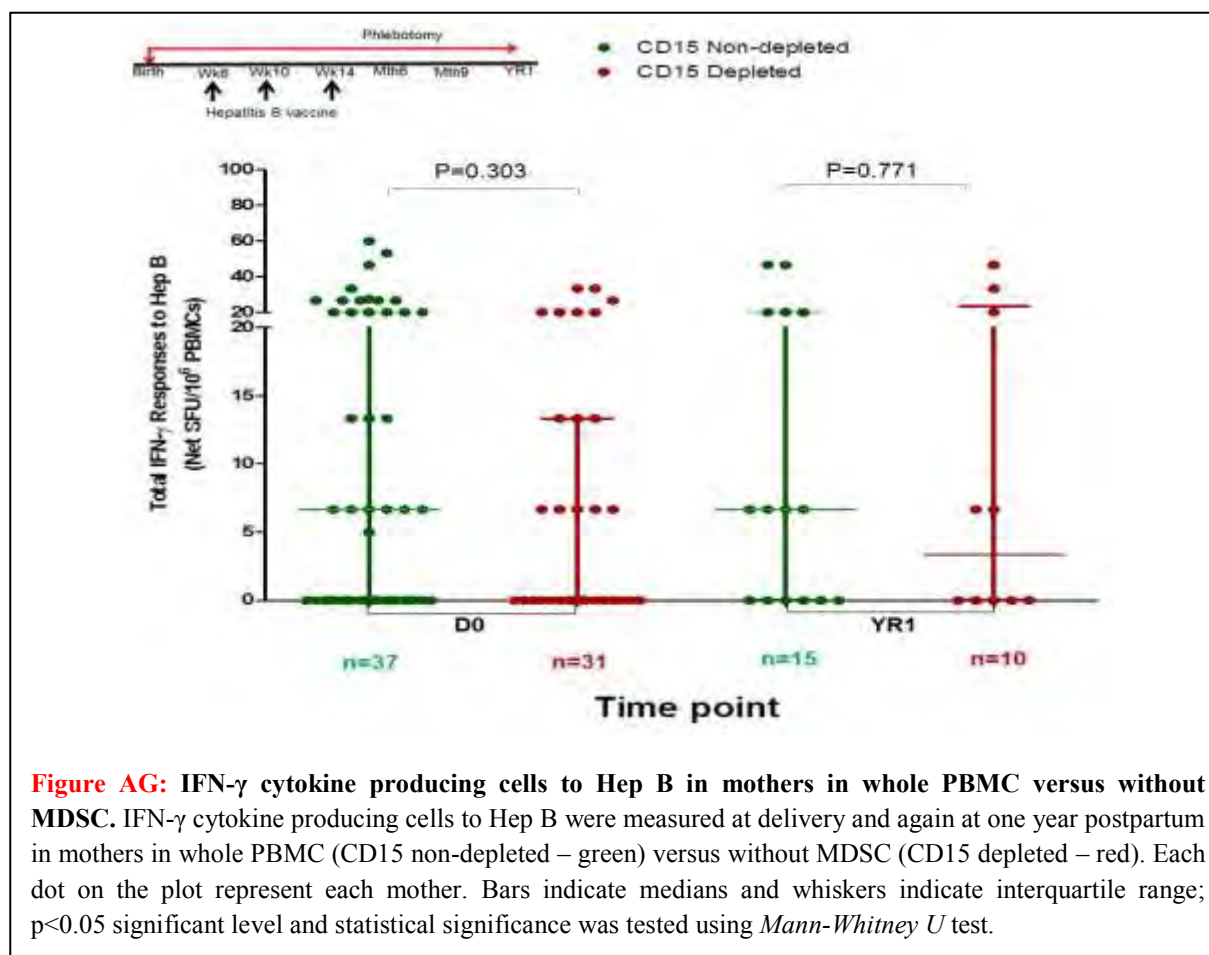 Phlebotomy
Birth Wk6 Wk10 Wk14 Mth6 Mth9 YR1
Hepatitis B vaccine
CD15 Non-depleted
CD15 Depleted
Total IFN-γ Responses to Hep B
(Net SFU/10⁶ PBMCs)
100
80
60
40
20
20
15
10
5
0
P=0.303 P=0.771
D0 YR1
n=37 n=31 n=15 n=10
Time point
Figure AG: IFN-γ cytokine producing cells to Hep B in mothers in whole PBMC versus without
MDSC. IFN-γ cytokine producing cells to Hep B were measured at delivery and again at one year postpartum
in mothers in whole PBMC (CD15 non-depleted – green) versus without MDSC (CD15 depleted – red). Each
dot on the plot represent each mother. Bars indicate medians and whiskers indicate interquartile range;
p<0.05 significant level and statistical significance was tested using Mann-Whitney U test.